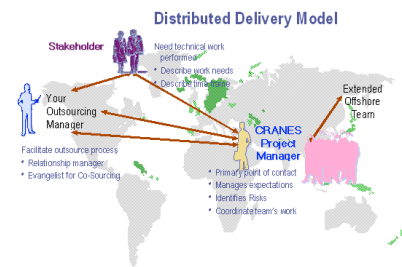 Distributed Delivery Model
Stakeholder
Need technical work
performed
• Describe work needs
• Describe time frame
Your
Outsourcing
Manager
Extended
Offshore
Team
CRANES
Project
Manager
Facilitate outsource process
• Relationship manager
• Evangelist for Co-Sourcing
• Primary point of contact
• Manages expectations
• Identifies Risks
• Coordinate team's work